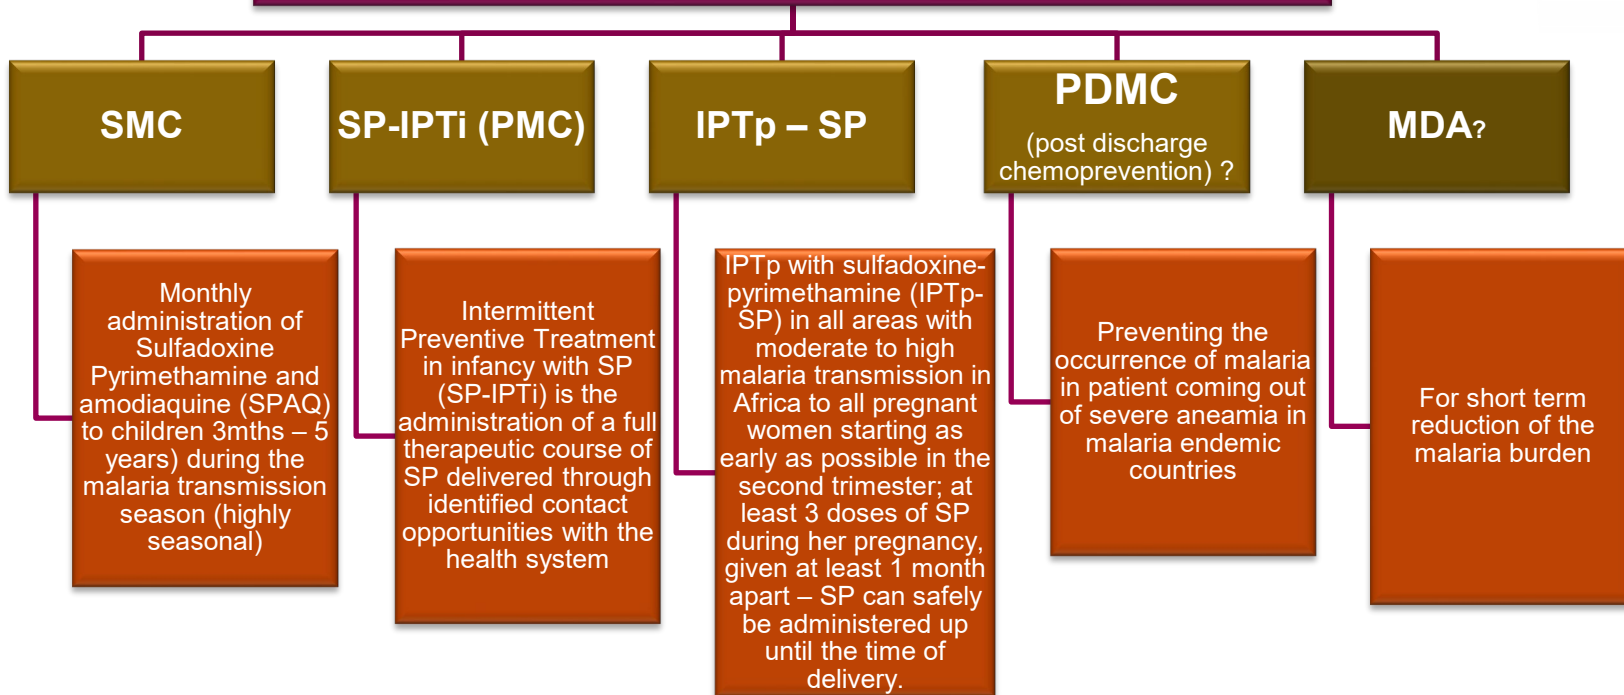 SMC
Monthly
administration of
Sulfadoxine
Pyrimethamine and
amodiaquine (SPAQ)
to children 3mths – 5
years) during the
malaria transmission
season (highly
seasonal)
SP-IPTi (PMC)
Intermittent
Preventive Treatment
in infancy with SP
(SP-IPTi) is the
administration of a full
therapeutic course of
SP delivered through
identified contact
opportunities with the
health system
IPTp – SP
IPTp with sulfadoxine-
pyrimethamine (IPTp-
SP) in all areas with
moderate to high
malaria transmission in
Africa to all pregnant
women starting as
early as possible in the
second trimester; at
least 3 doses of SP
during her pregnancy,
given at least 1 month
apart – SP can safely
be administered up
until the time of
delivery.
PDMC
(post discharge
chemoprevention) ?
Preventing the
occurrence of malaria
in patient coming out
of severe aneamia in
malaria endemic
countries
MDA?
For short term
reduction of the
malaria burden